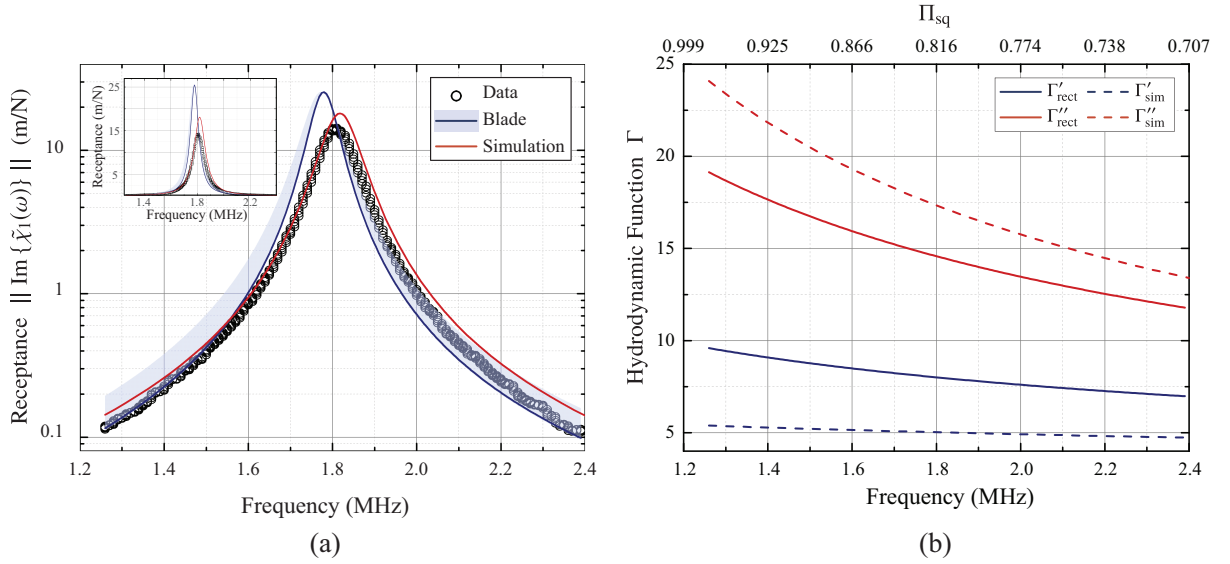 Receptance || Im {χ̃₁(ω)} || (m/N)
10
1
0.1
1.2 1.4 1.6 1.8 2.0 2.2 2.4
Frequency (MHz)
Data
Blade
Simulation
Receptance (m/N)
25
15
5
1.4 1.8 2.2
Frequency (MHz)
(a)
Π_sq
0.999 0.925 0.866 0.816 0.774 0.738 0.707
Hydrodynamic Function Γ
25
20
15
10
5
1.2 1.4 1.6 1.8 2.0 2.2 2.4
Frequency (MHz)
Γ′_rect Γ′_sim
Γ″_rect Γ″_sim
(b)